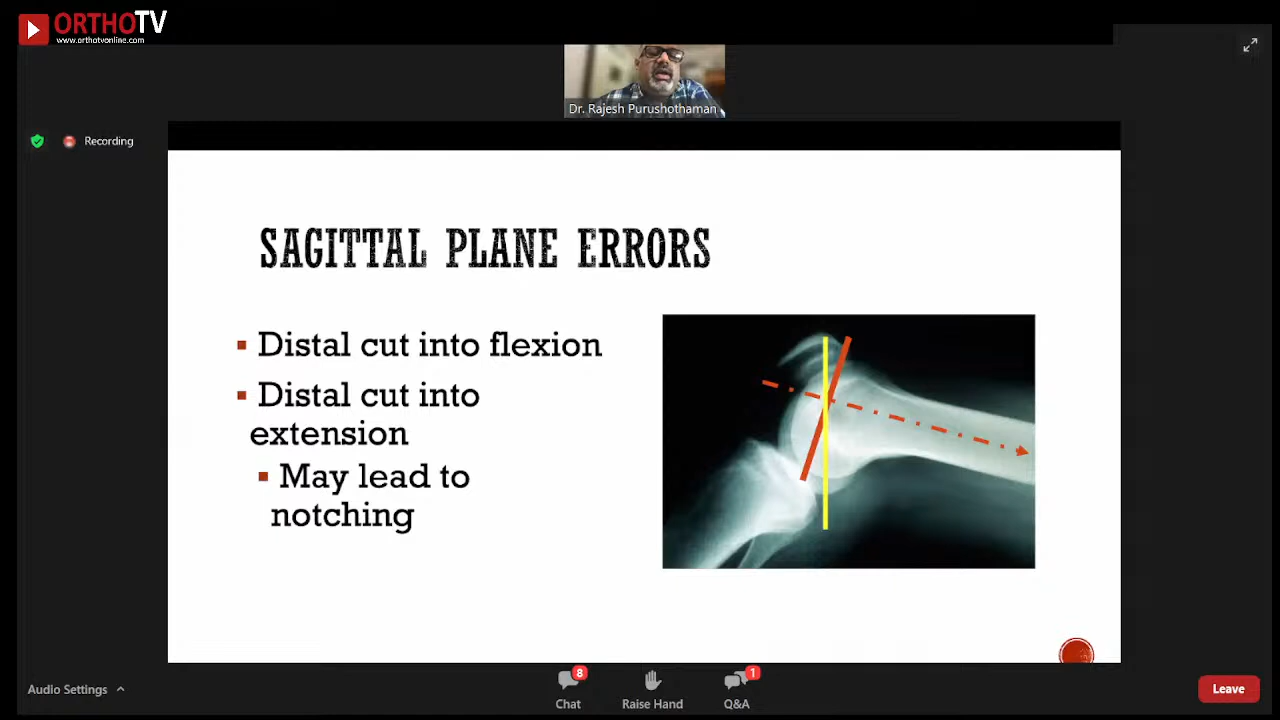 ORTHOTV
www.orthotvonline.com
Dr. Rajesh Purushothaman
Recording
SAGITTAL PLANE ERRORS
▪ Distal cut into flexion
▪ Distal cut into
extension
▪ May lead to
notching
Audio Settings
8
Chat
Raise Hand
1
Q&A
Leave